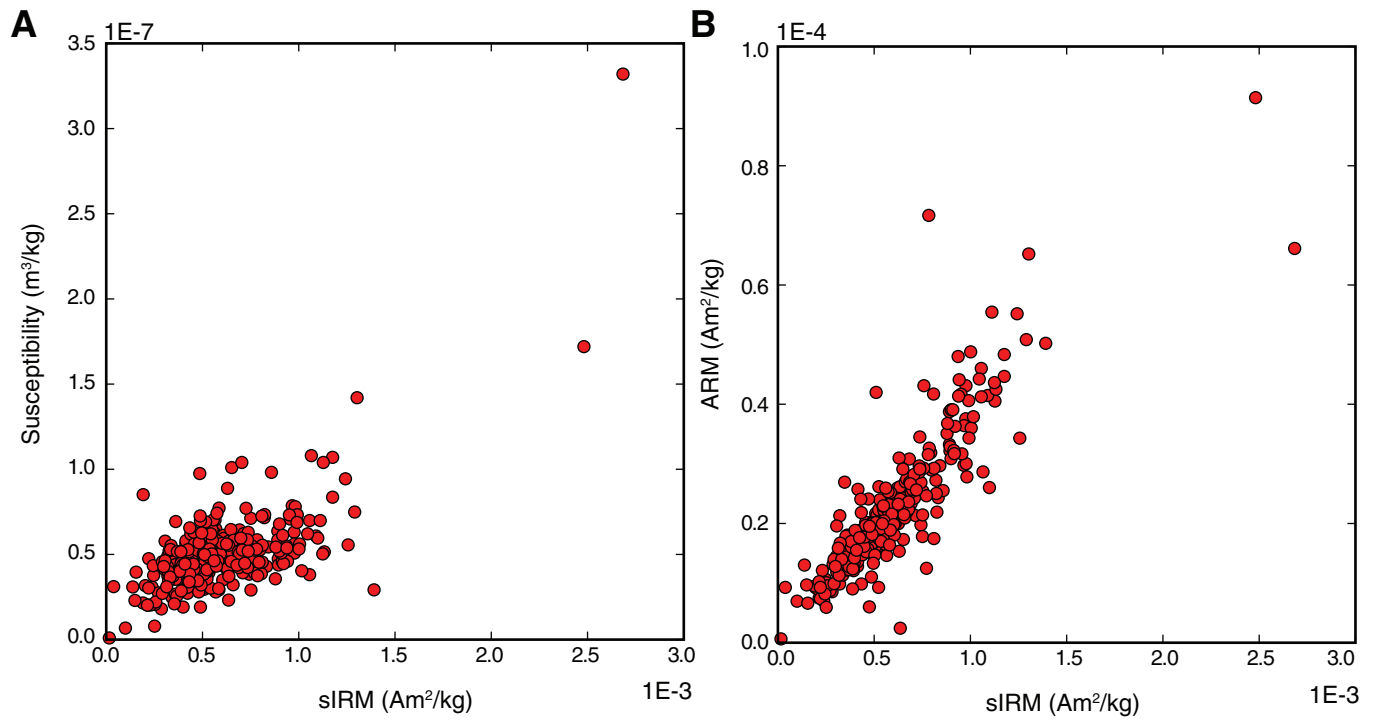 A
1E-7
3.5
3.0
2.5
2.0
1.5
1.0
0.5
0.0
Susceptibility (m³/kg)
0.0 0.5 1.0 1.5 2.0 2.5 3.0
sIRM (Am²/kg)
1E-3
B
1E-4
1.0
0.8
0.6
0.4
0.2
0.0
ARM (Am²/kg)
0.0 0.5 1.0 1.5 2.0 2.5 3.0
sIRM (Am²/kg)
1E-3